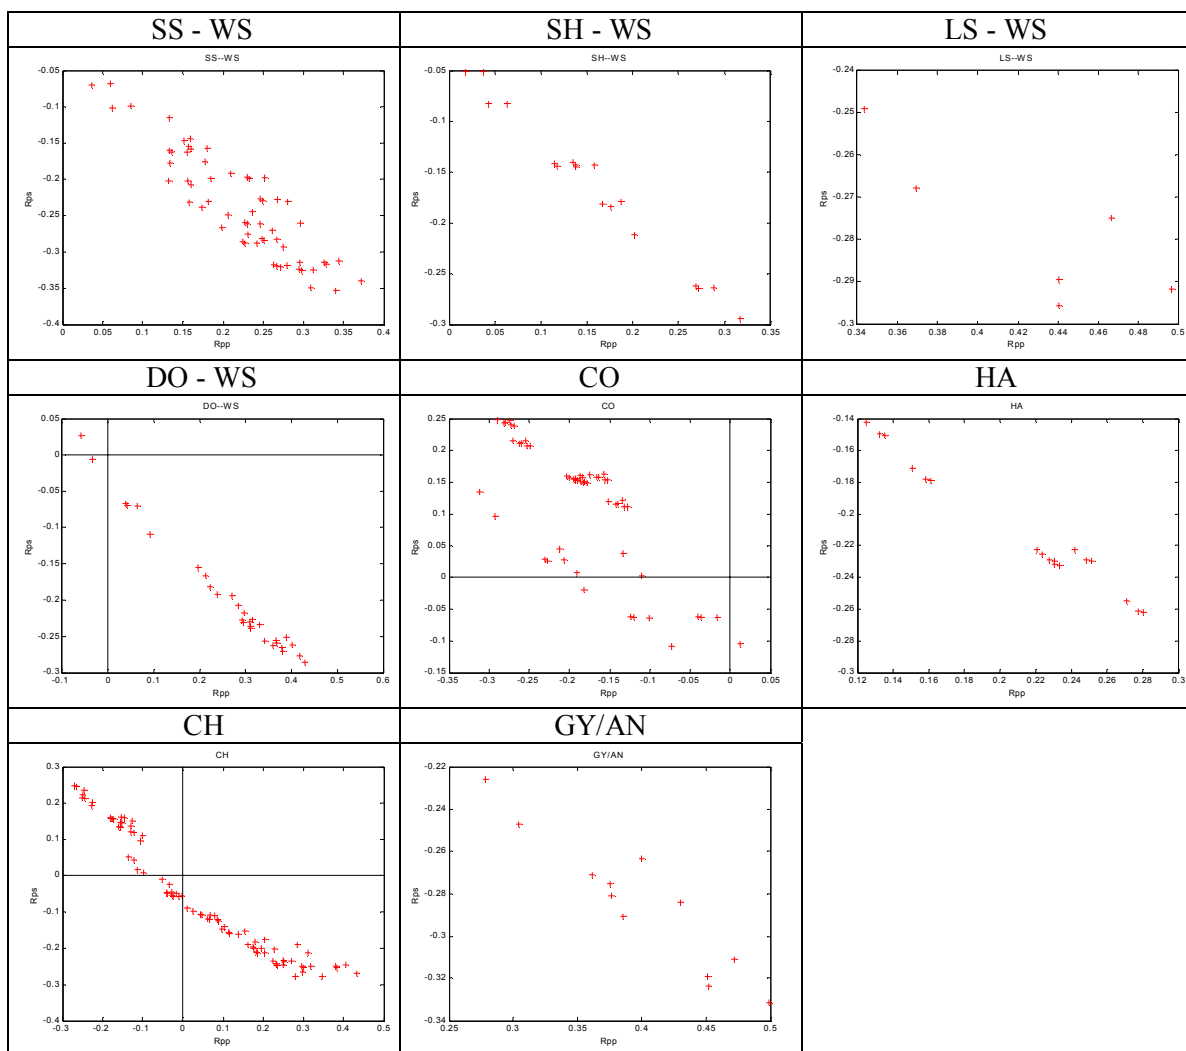 SS - WS
SH - WS
LS - WS
SS--WS
-0.05
-0.1
-0.15
-0.2
-0.25
-0.3
-0.35
-0.4
Rps
0 0.05 0.1 0.15 0.2 0.25 0.3 0.35 0.4
Rpp
SH--WS
-0.05
-0.1
-0.15
-0.2
-0.25
-0.3
Rps
0 0.05 0.1 0.15 0.2 0.25 0.3 0.35
Rpp
LS--WS
-0.24
-0.25
-0.26
-0.27
-0.28
-0.29
-0.3
Rps
0.34 0.36 0.38 0.4 0.42 0.44 0.46 0.48 0.5
Rpp
DO - WS
CO
HA
DO--WS
0.05
0
-0.05
-0.1
-0.15
-0.2
-0.25
-0.3
Rps
-0.1 0 0.1 0.2 0.3 0.4 0.5 0.6
Rpp
CO
0.25
0.2
0.15
0.1
0.05
0
-0.05
-0.1
-0.15
Rps
-0.35 -0.3 -0.25 -0.2 -0.15 -0.1 -0.05 0 0.05
Rpp
HA
-0.14
-0.16
-0.18
-0.2
-0.22
-0.24
-0.26
-0.28
-0.3
Rps
0.12 0.14 0.16 0.18 0.2 0.22 0.24 0.26 0.28 0.3
Rpp
CH
GY/AN
CH
0.3
0.2
0.1
0
-0.1
-0.2
-0.3
-0.4
Rps
-0.3 -0.2 -0.1 0 0.1 0.2 0.3 0.4 0.5
Rpp
GY/AN
-0.22
-0.24
-0.26
-0.28
-0.3
-0.32
-0.34
Rps
0.25 0.3 0.35 0.4 0.45 0.5
Rpp